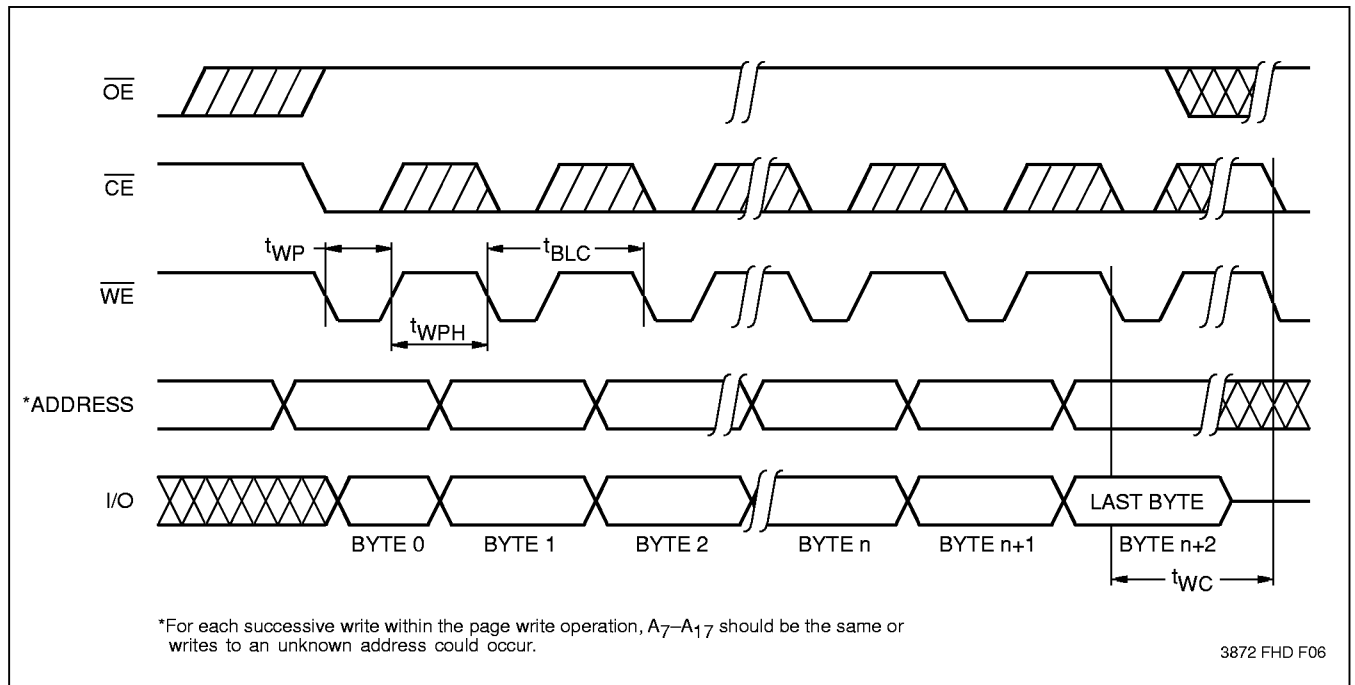 OE
CE
tWP
tBLC
WE
tWPH
*ADDRESS
I/O
LAST BYTE
BYTE 0 BYTE 1 BYTE 2 BYTE n BYTE n+1 BYTE n+2
tWC
*For each successive write within the page write operation, A7–A17 should be the same or
writes to an unknown address could occur.
3872 FHD F06